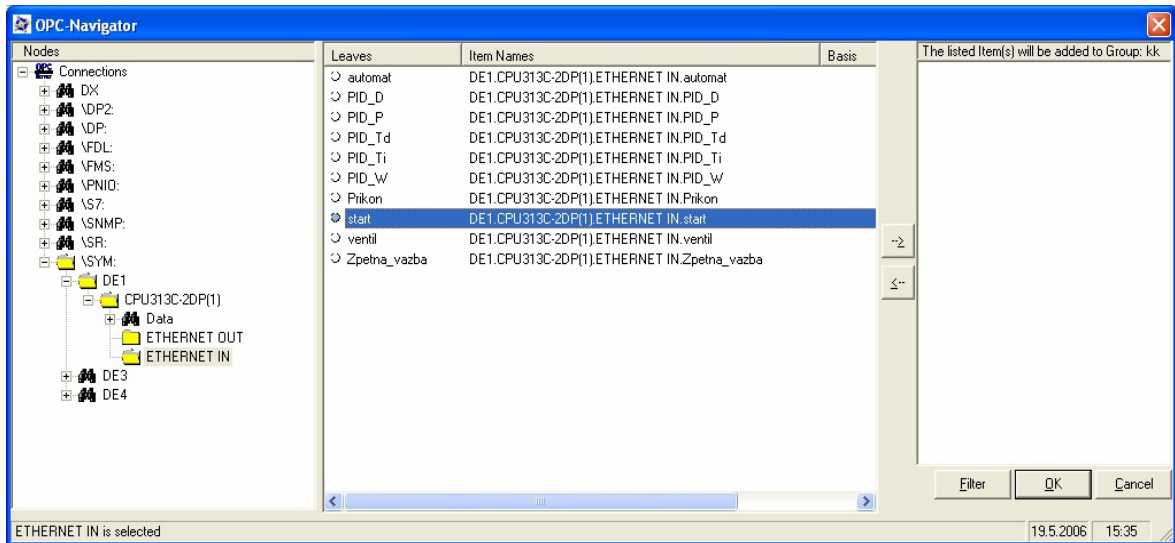 OPC-Navigator
Nodes
Connections
DX
\DP2:
\DP:
\FDL:
\FMS:
\PNIO:
\S7:
\SNMP:
\SR:
\SYM:
DE1
CPU313C-2DP(1)
Data
ETHERNET OUT
ETHERNET IN
DE3
DE4
Leaves Item Names Basis
automat DE1.CPU313C-2DP(1).ETHERNET IN.automat
PID_D DE1.CPU313C-2DP(1).ETHERNET IN.PID_D
PID_P DE1.CPU313C-2DP(1).ETHERNET IN.PID_P
PID_Td DE1.CPU313C-2DP(1).ETHERNET IN.PID_Td
PID_Ti DE1.CPU313C-2DP(1).ETHERNET IN.PID_Ti
PID_W DE1.CPU313C-2DP(1).ETHERNET IN.PID_W
Prikon DE1.CPU313C-2DP(1).ETHERNET IN.Prikon
start DE1.CPU313C-2DP(1).ETHERNET IN.start
ventil DE1.CPU313C-2DP(1).ETHERNET IN.ventil
Zpetna_vazba DE1.CPU313C-2DP(1).ETHERNET IN.Zpetna_vazba
-->
<--
The listed Item(s) will be added to Group: kk
Filter OK Cancel
ETHERNET IN is selected 19.5.2006 15:35